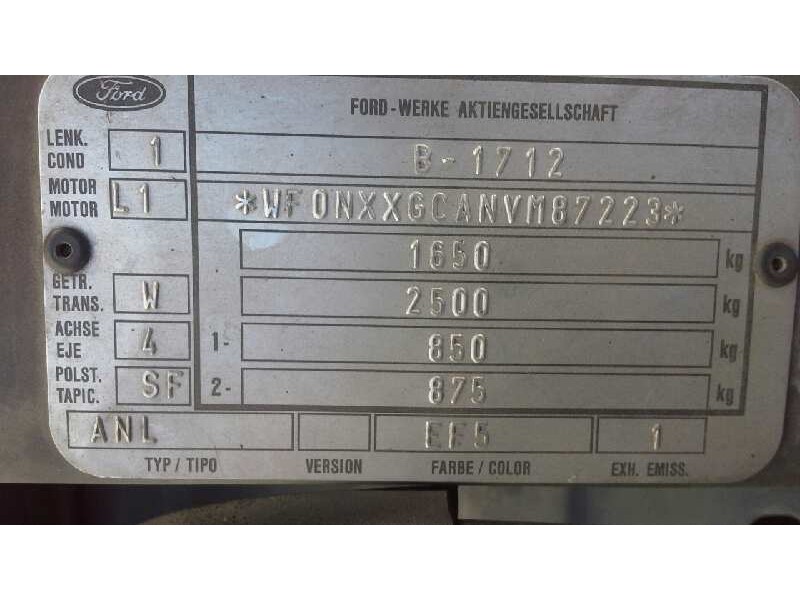 Ford
FORD-WERKE AKTIENGESELLSCHAFT
LENK.
COND 1
B-1712
MOTOR
MOTOR L1
*WF0NXXGCANVM87223*
1650 kg
GETR.
TRANS. W
2500 kg
ACHSE
EJE 4
1- 850 kg
POLST.
TAPIC. SF
2- 875 kg
ANL EF5 1
TYP / TIPO VERSION FARBE / COLOR EXH. EMISS.